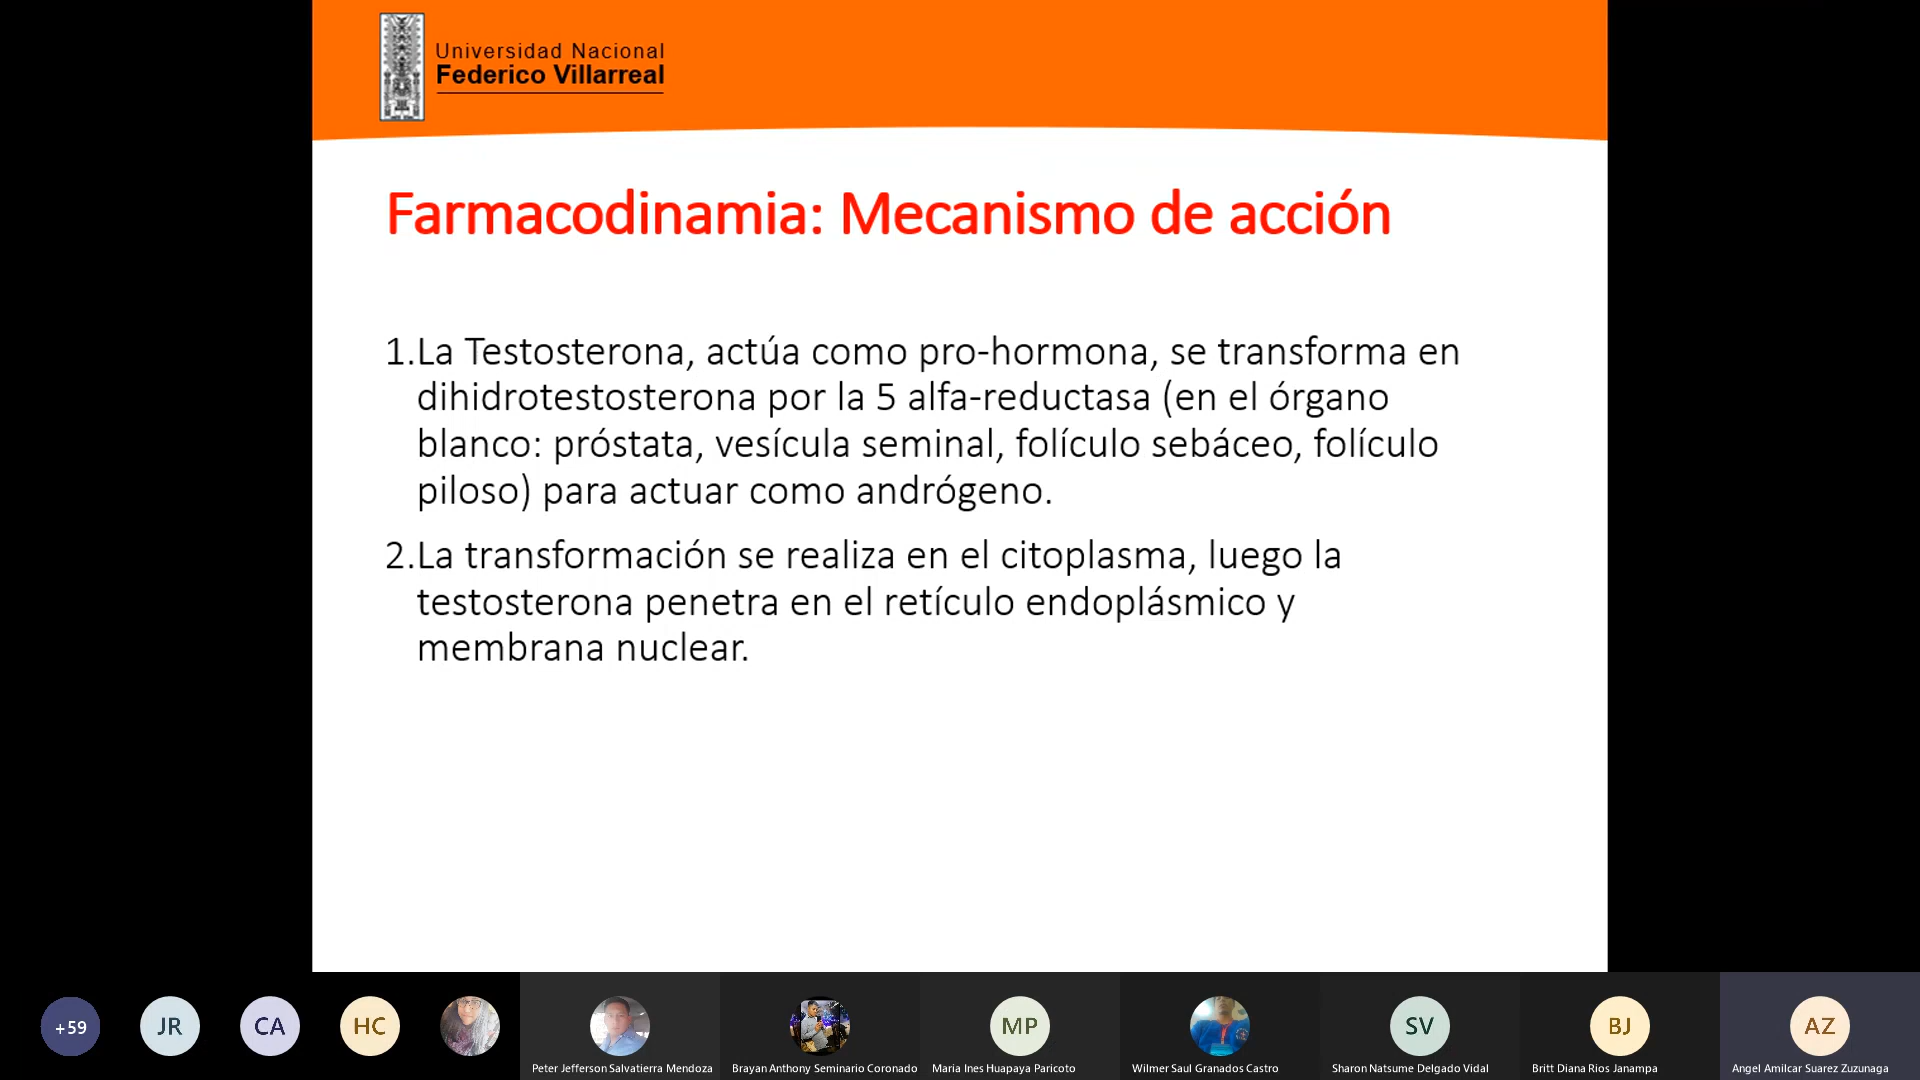 Universidad Nacional
Federico Villarreal
Farmacodinamia: Mecanismo de acción
1.La Testosterona, actúa como pro-hormona, se transforma en
dihidrotestosterona por la 5 alfa-reductasa (en el órgano
blanco: próstata, vesícula seminal, folículo sebáceo, folículo
piloso) para actuar como andrógeno.
2.La transformación se realiza en el citoplasma, luego la
testosterona penetra en el retículo endoplásmico y
membrana nuclear.
+59
JR
CA
HC
MP
SV
BJ
AZ
Peter Jefferson Salvatierra Mendoza
Brayan Anthony Seminario Coronado
Maria Ines Huapaya Paricoto
Wilmer Saul Granados Castro
Sharon Natsume Delgado Vidal
Britt Diana Rios Janampa
Angel Amilcar Suarez Zuzunaga